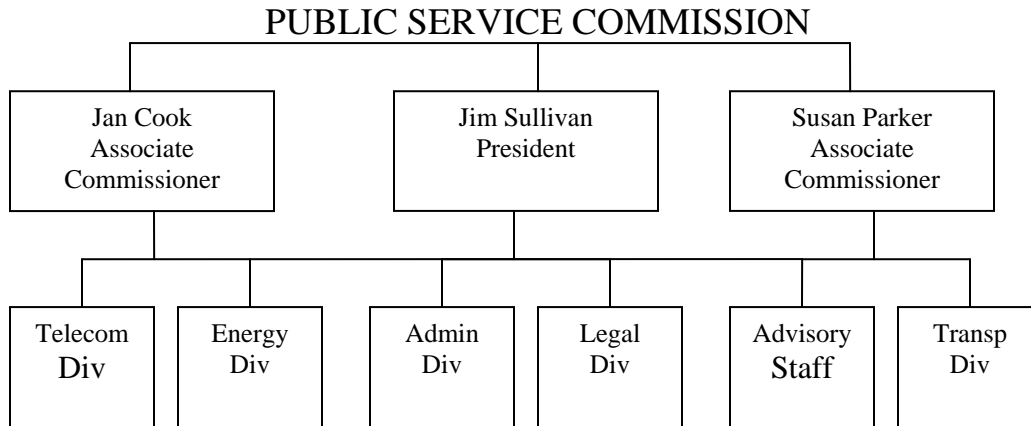 PUBLIC SERVICE COMMISSION
Jan Cook
Associate
Commissioner
Jim Sullivan
President
Susan Parker
Associate
Commissioner
Telecom
Div
Energy
Div
Admin
Div
Legal
Div
Advisory
Staff
Transp
Div